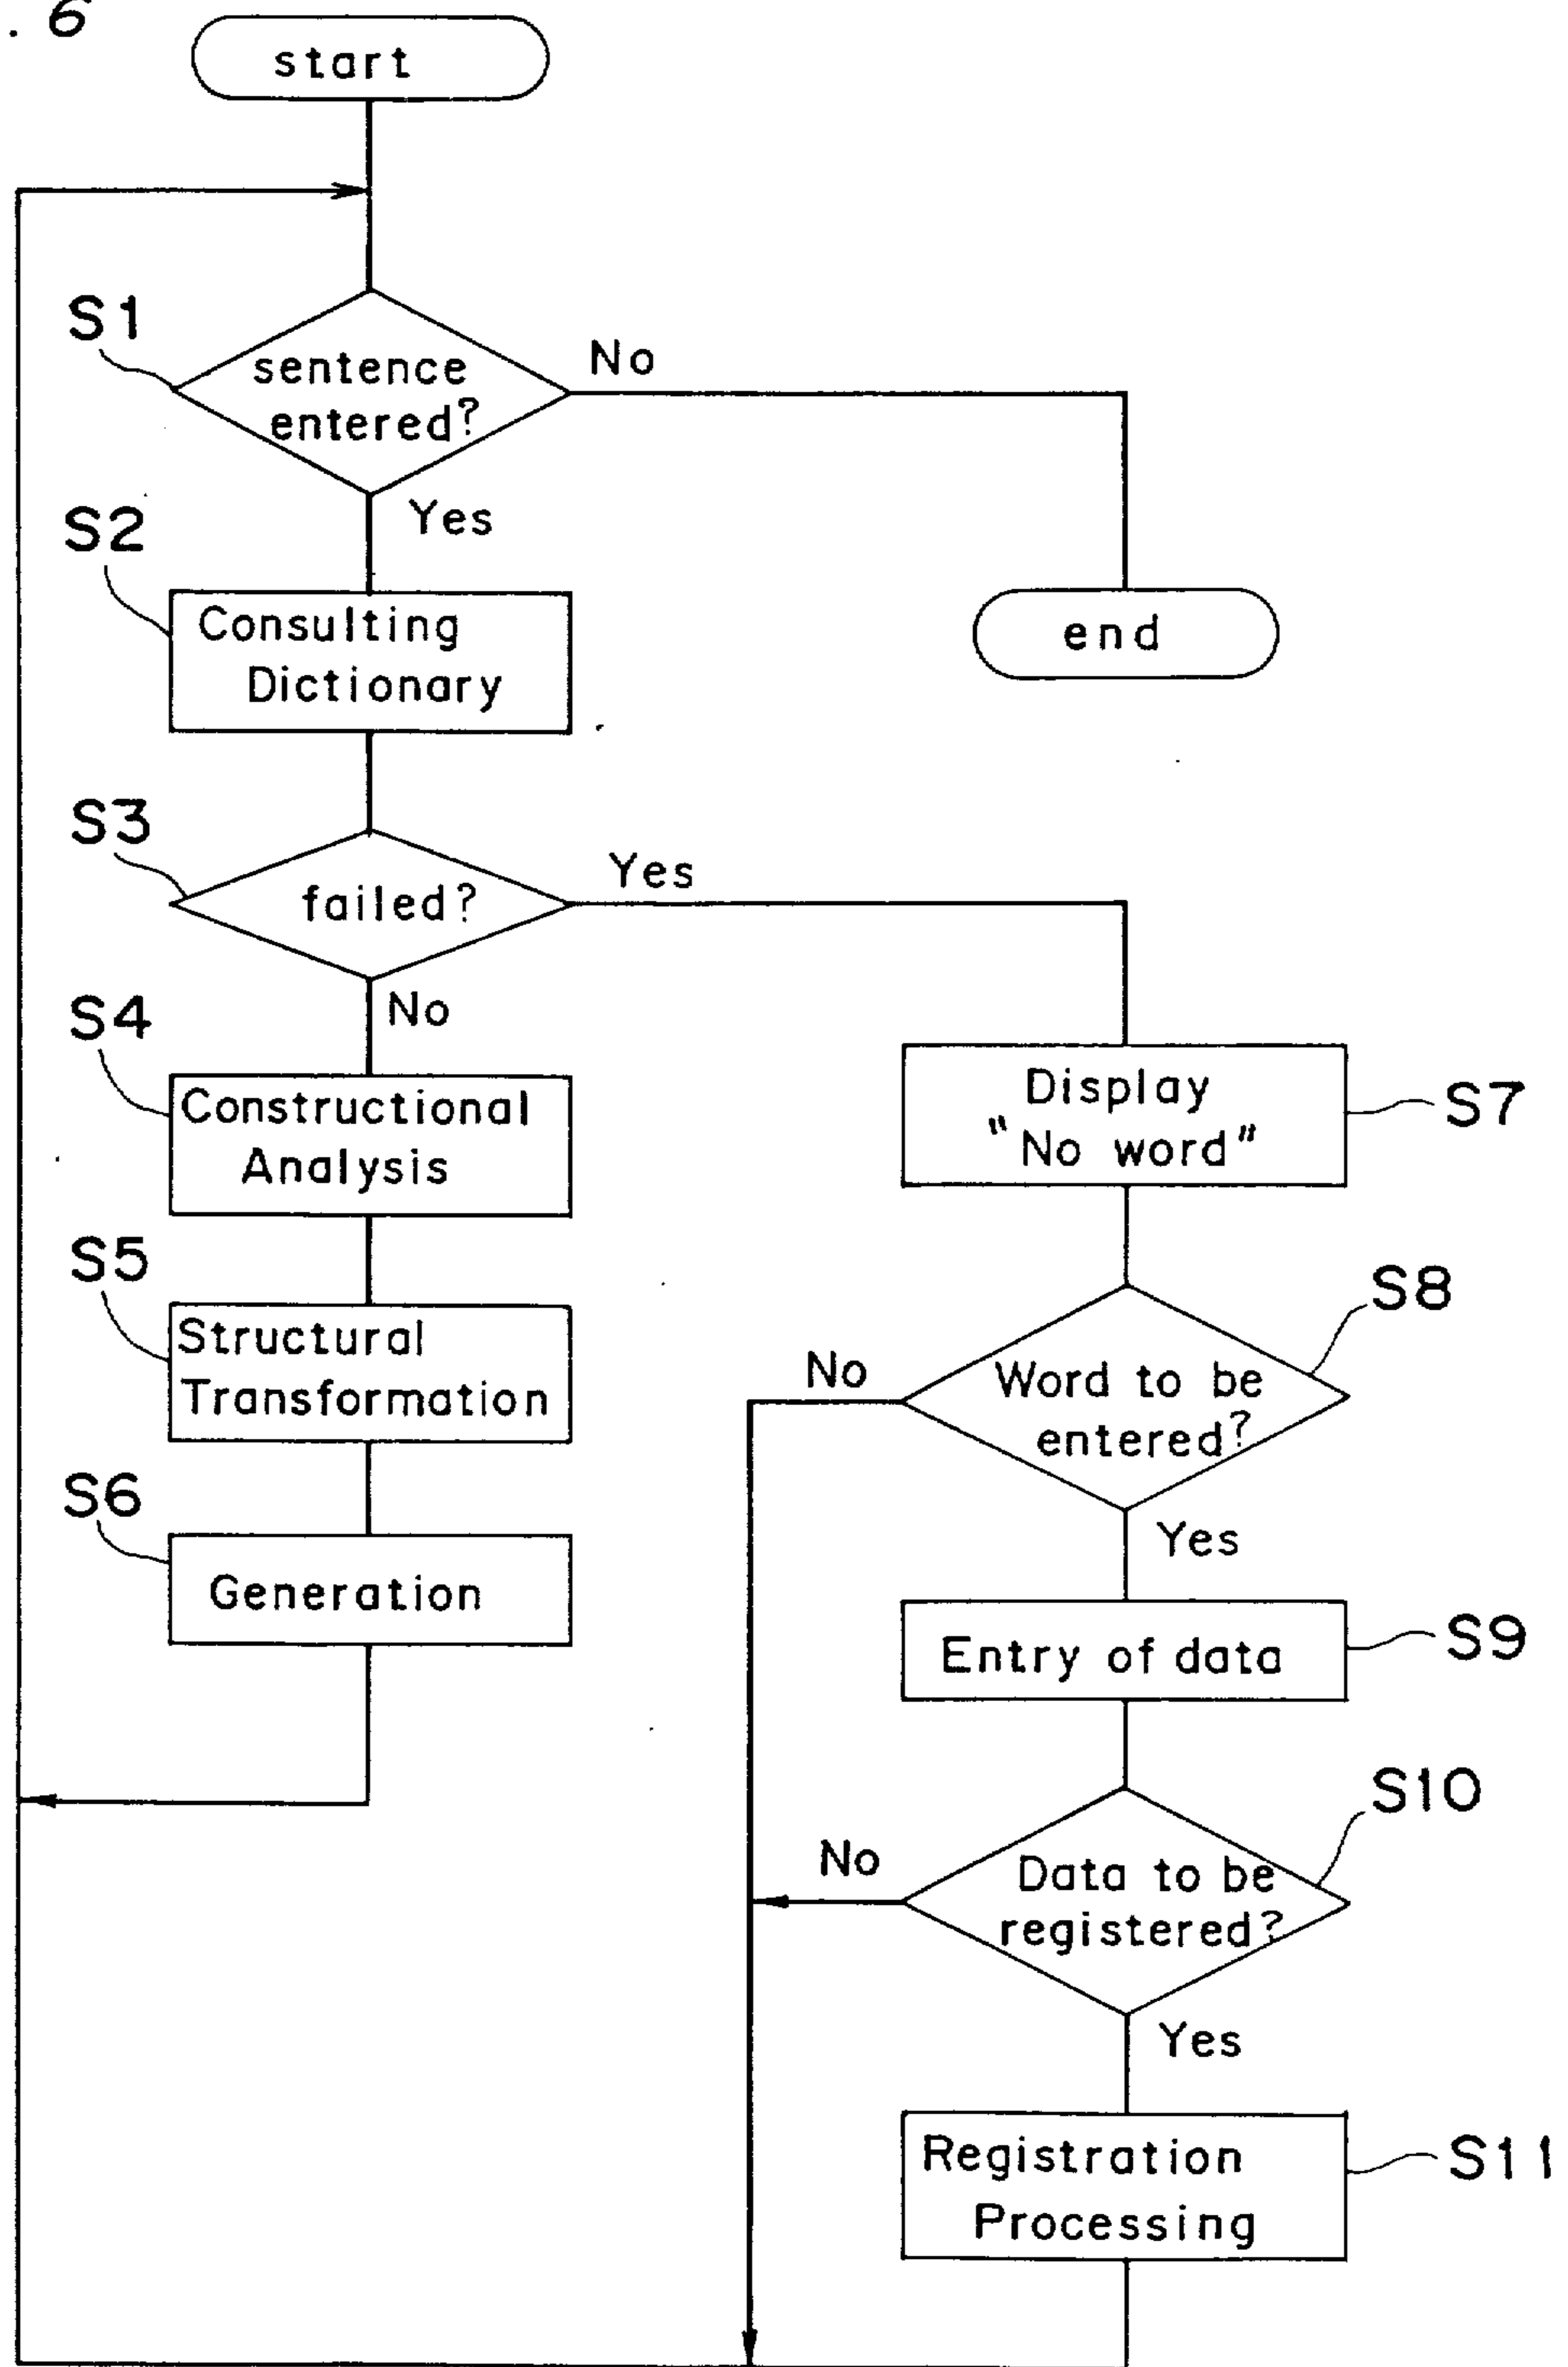 . 6
start
S1
sentence
entered?
No
Yes
S2
Consulting
Dictionary
end
S3
failed?
Yes
No
S4
Constructional
Analysis
Display
"No word"
S7
S5
Structural
Transformation
S8
No
Word to be
entered?
Yes
S6
Generation
Entry of data
S9
S10
No
Data to be
registered?
Yes
Registration
Processing
S11